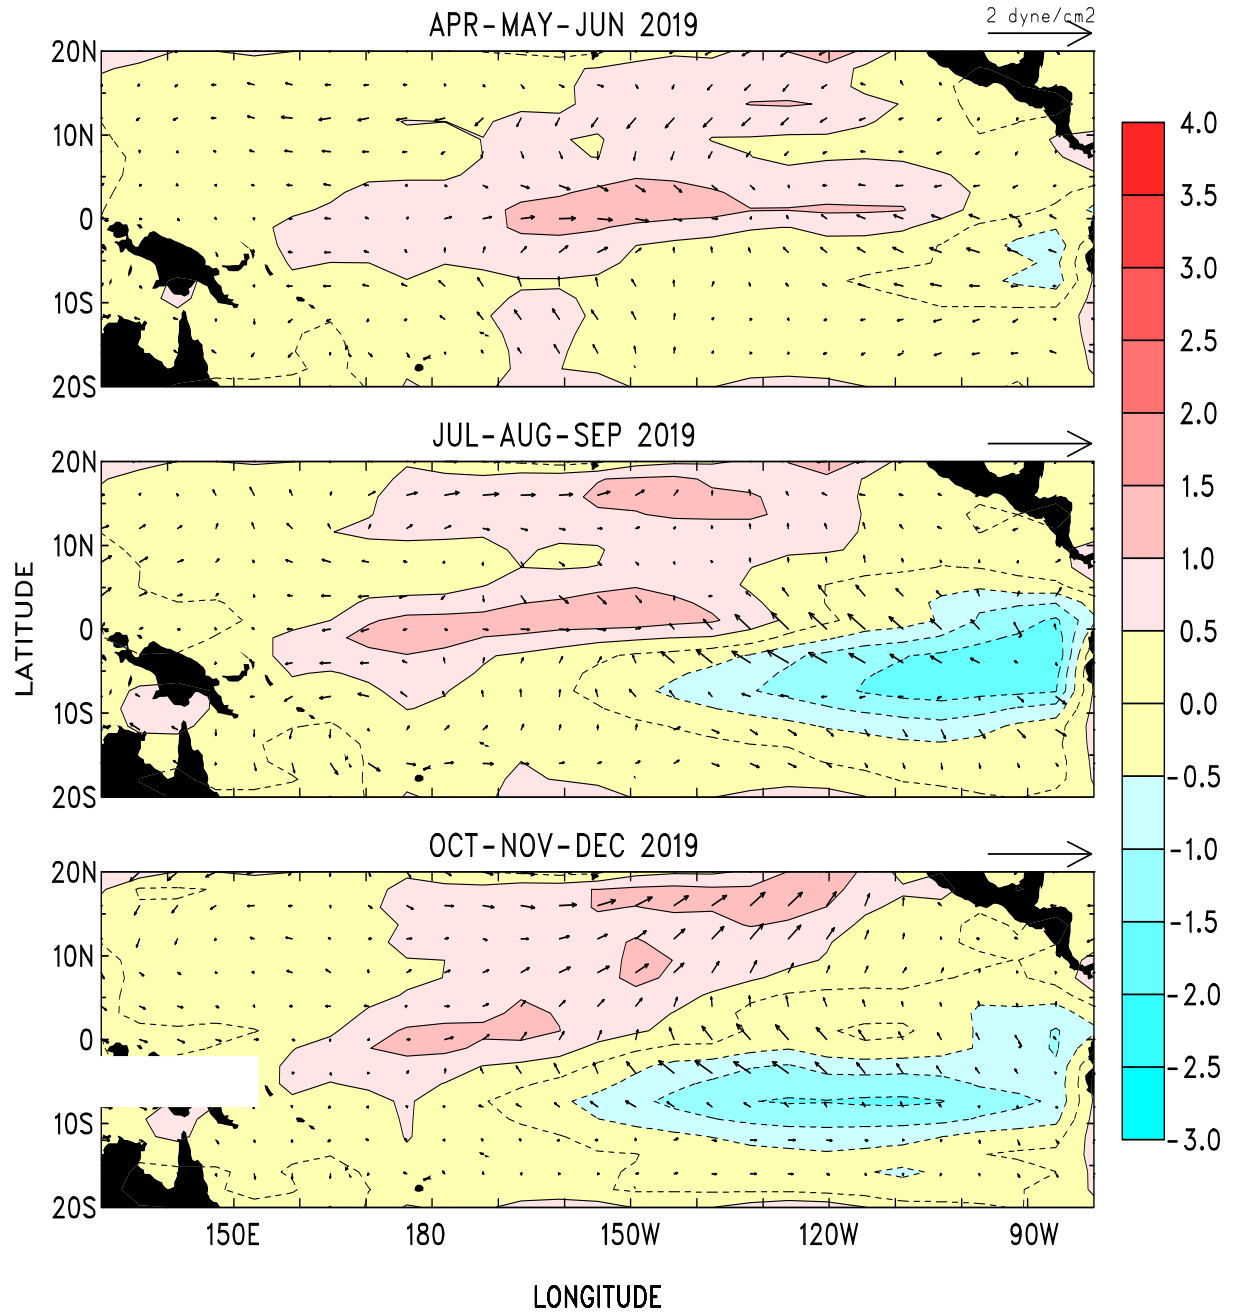 APR-MAY-JUN 2019
2 dyne/cm2
20N
10N
0
10S
20S
JUL-AUG-SEP 2019
20N
10N
0
10S
20S
LATITUDE
OCT-NOV-DEC 2019
20N
10N
0
10S
20S
150E 180 150W 120W 90W
LONGITUDE
4.0
3.5
3.0
2.5
2.0
1.5
1.0
0.5
0.0
-0.5
-1.0
-1.5
-2.0
-2.5
-3.0